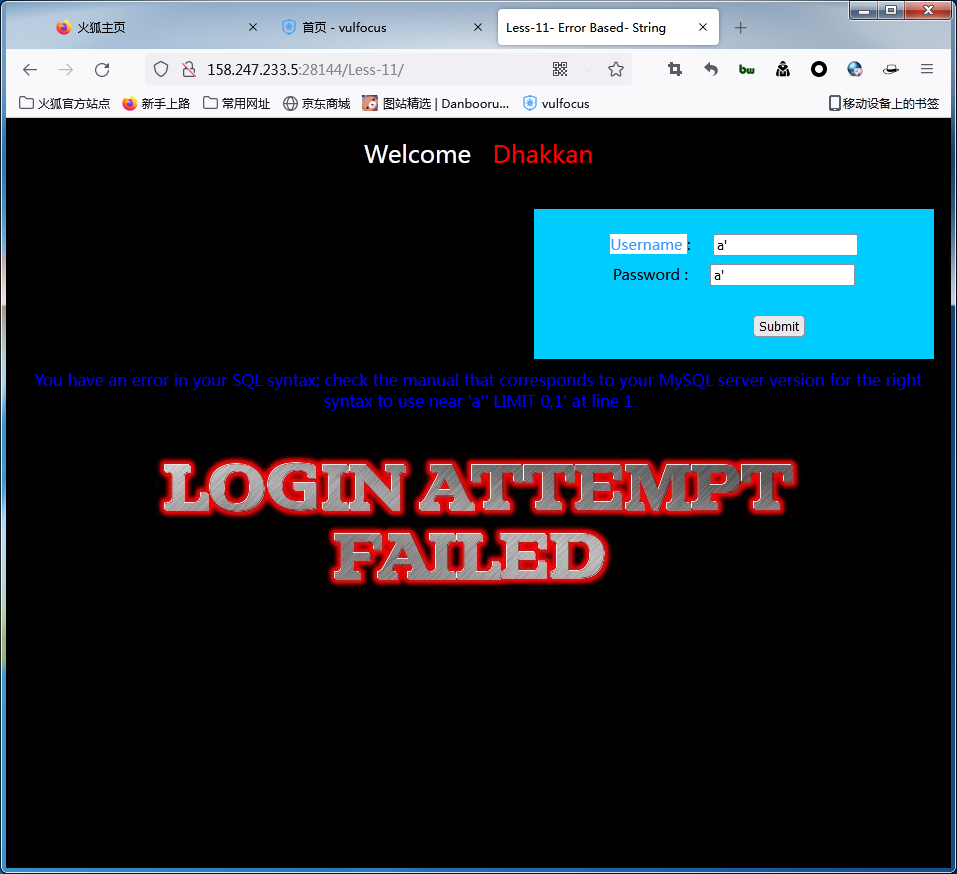 火狐主页
首页 - vulfocus
Less-11- Error Based- String
158.247.233.5:28144/Less-11/
火狐官方站点 新手上路 常用网址 京东商城 图站精选 | Danbooru... vulfocus 移动设备上的书签
Welcome Dhakkan
Username : a'
Password : a'
Submit
You have an error in your SQL syntax; check the manual that corresponds to your MySQL server version for the right
syntax to use near 'a'' LIMIT 0,1' at line 1
LOGIN ATTEMPT
FAILED